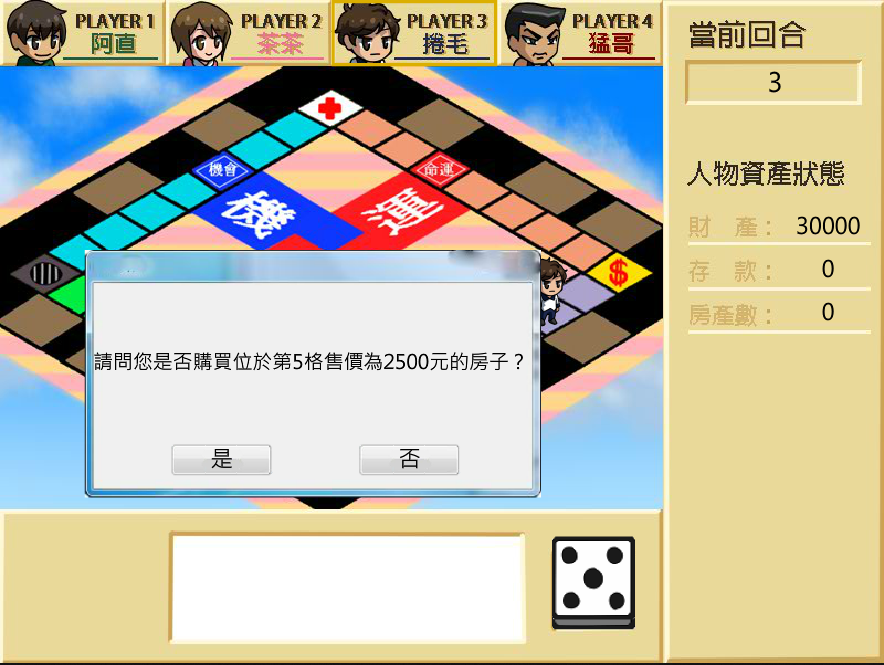 PLAYER 1
阿直
PLAYER 2
茶茶
PLAYER 3
捲毛
PLAYER 4
猛哥
當前回合
3
人物資產狀態
財 產： 30000
存 款： 0
房產數： 0
機會
命運
機
運
$
請問您是否購買位於第5格售價為2500元的房子？
是
否